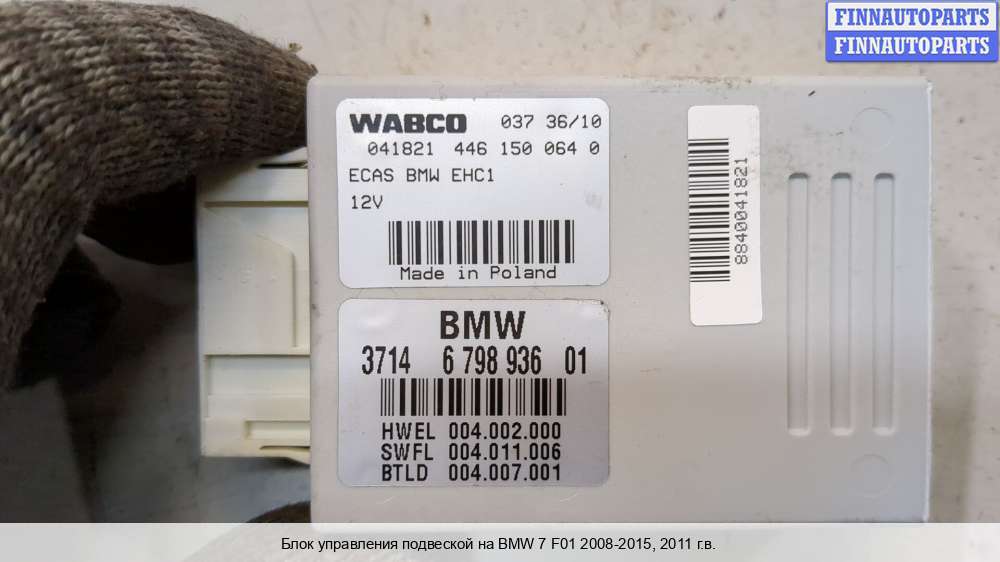 FINNAUTOPARTS
FINNAUTOPARTS
WABCO 037 36/10
041821 446 150 064 0
ECAS BMW EHC1
12V
Made in Poland
8840041821
BMW
3714 6 798 936 01
HWEL 004.002.000
SWFL 004.011.006
BTLD 004.007.001
Блок управления подвеской на BMW 7 F01 2008-2015, 2011 г.в.